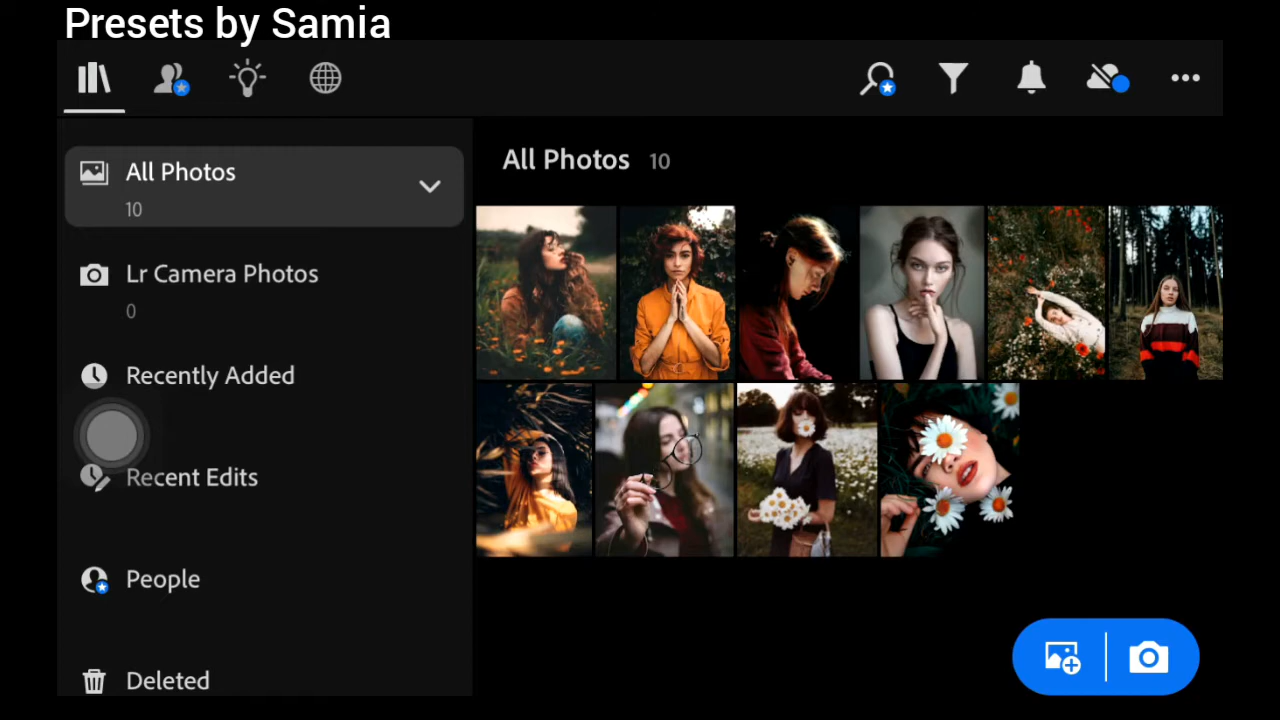 Presets by Samia
All Photos
10
All Photos 10
Lr Camera Photos
0
Recently Added
Recent Edits
People
Deleted